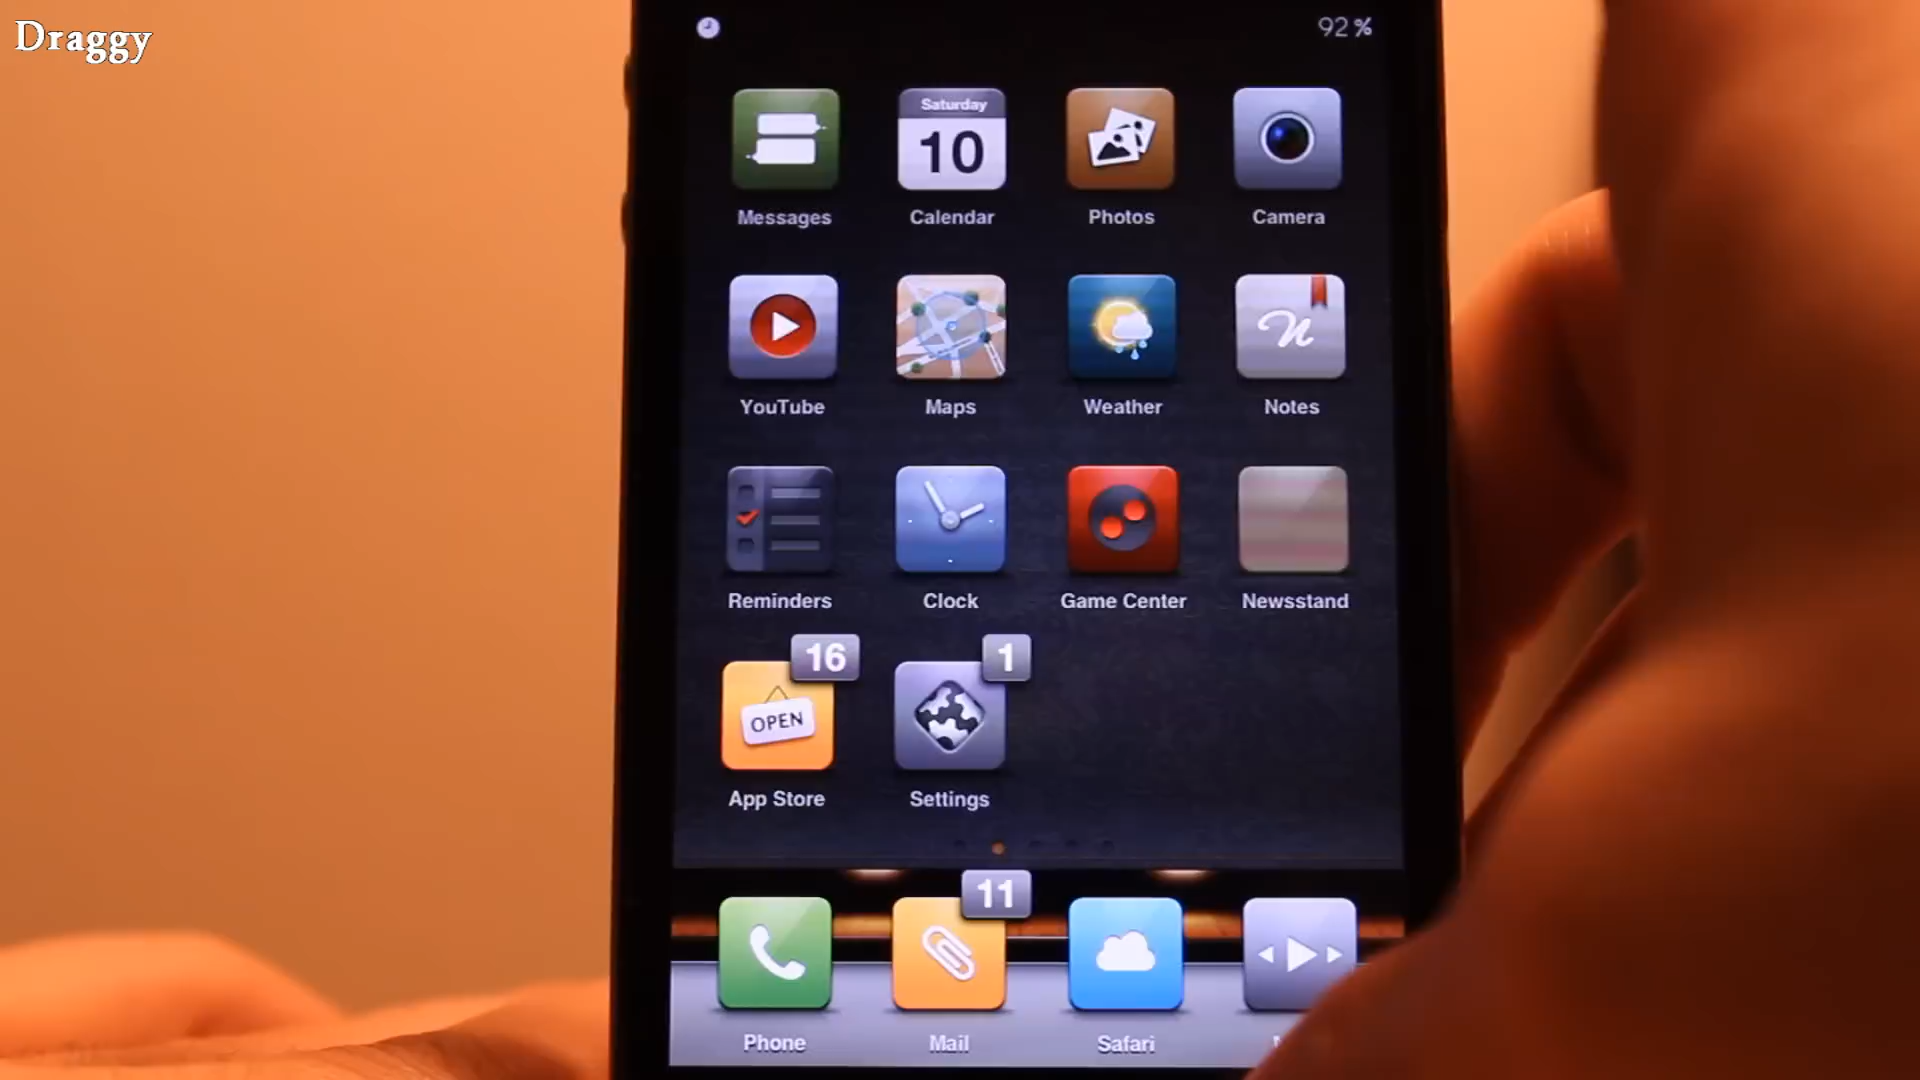 Draggy
92%
Saturday
10
Messages
Calendar
Photos
Camera
YouTube
Maps
Weather
n
Notes
Reminders
Clock
Game Center
Newsstand
16
1
OPEN
App Store
Settings
11
Phone
Mail
Safari